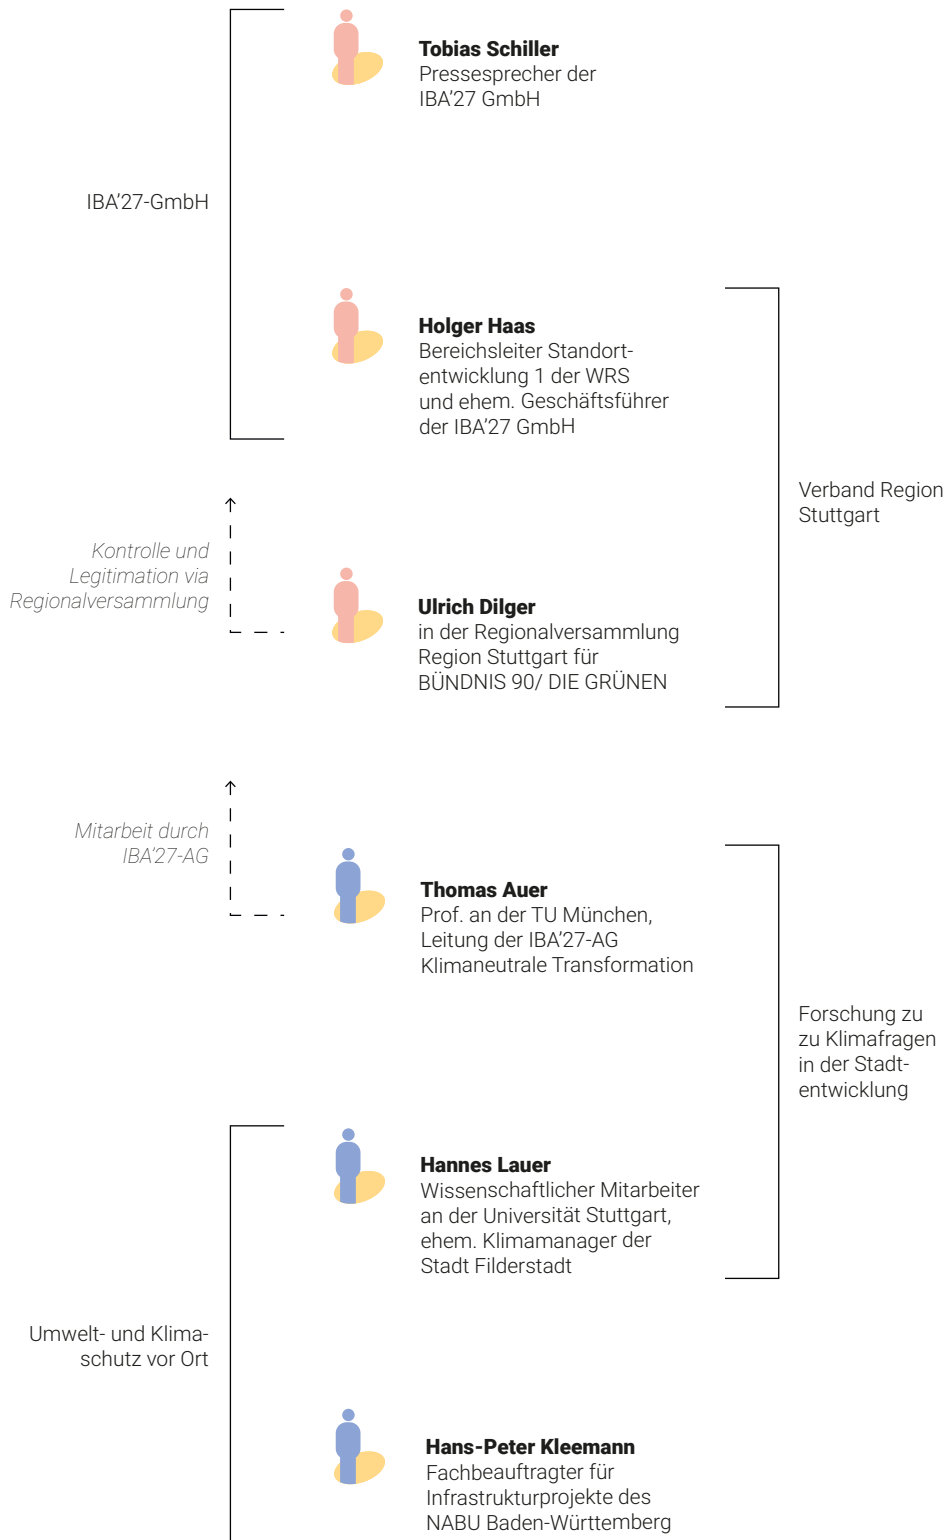 Tobias Schiller
Pressesprecher der
IBA'27 GmbH
IBA'27-GmbH
Holger Haas
Bereichsleiter Standort-
entwicklung 1 der WRS
und ehem. Geschäftsführer
der IBA'27 GmbH
Verband Region
Stuttgart
Kontrolle und
Legitimation via
Regionalversammlung
Ulrich Dilger
in der Regionalversammlung
Region Stuttgart für
BÜNDNIS 90/ DIE GRÜNEN
Mitarbeit durch
IBA'27-AG
Thomas Auer
Prof. an der TU München,
Leitung der IBA'27-AG
Klimaneutrale Transformation
Forschung zu
zu Klimafragen
in der Stadt-
entwicklung
Hannes Lauer
Wissenschaftlicher Mitarbeiter
an der Universität Stuttgart,
ehem. Klimamanager der
Stadt Filderstadt
Umwelt- und Klima-
schutz vor Ort
Hans-Peter Kleemann
Fachbeauftragter für
Infrastrukturprojekte des
NABU Baden-Württemberg